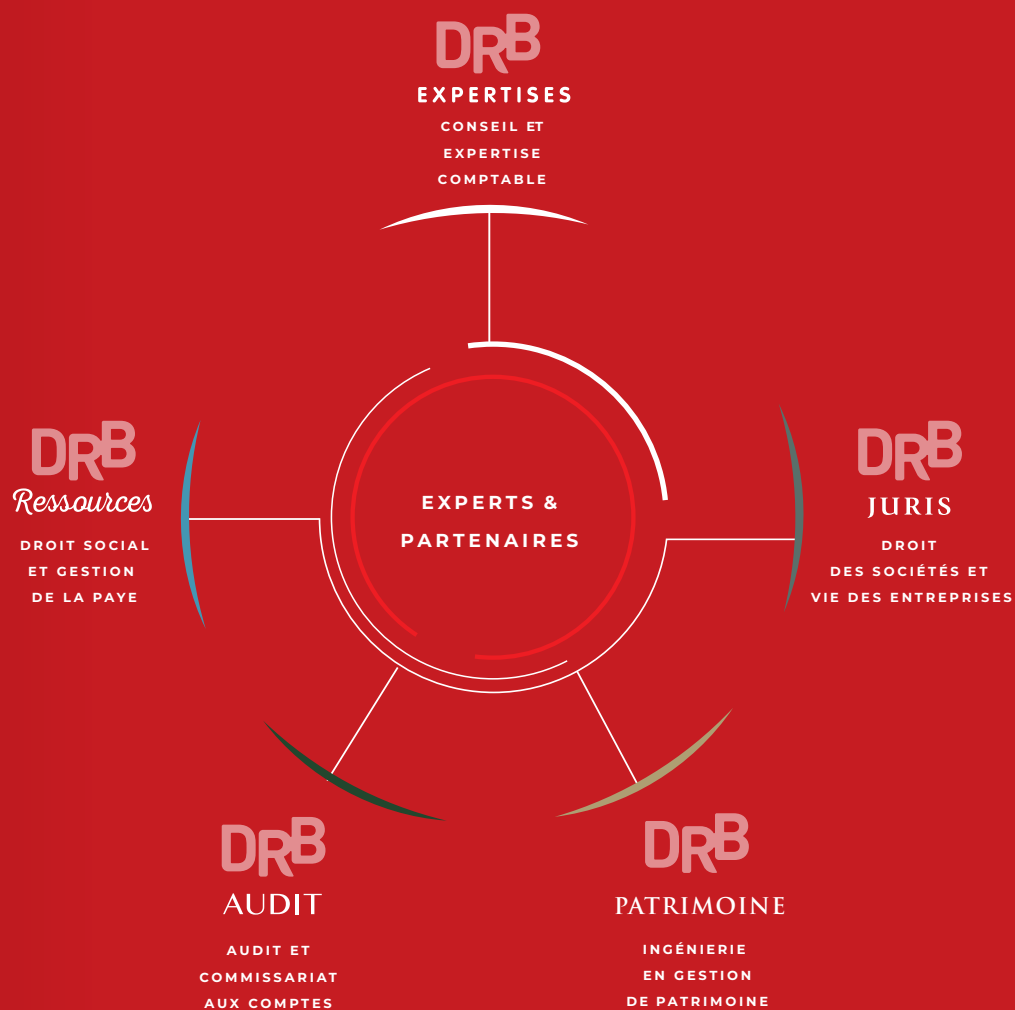 DRB
EXPERTISES
CONSEIL ET
EXPERTISE
COMPTABLE
DRB
Ressources
DROIT SOCIAL
ET GESTION
DE LA PAYE
EXPERTS &
PARTENAIRES
DRB
JURIS
DROIT
DES SOCIÉTÉS ET
VIE DES ENTREPRISES
DRB
AUDIT
AUDIT ET
COMMISSARIAT
AUX COMPTES
DRB
PATRIMOINE
INGÉNIERIE
EN GESTION
DE PATRIMOINE